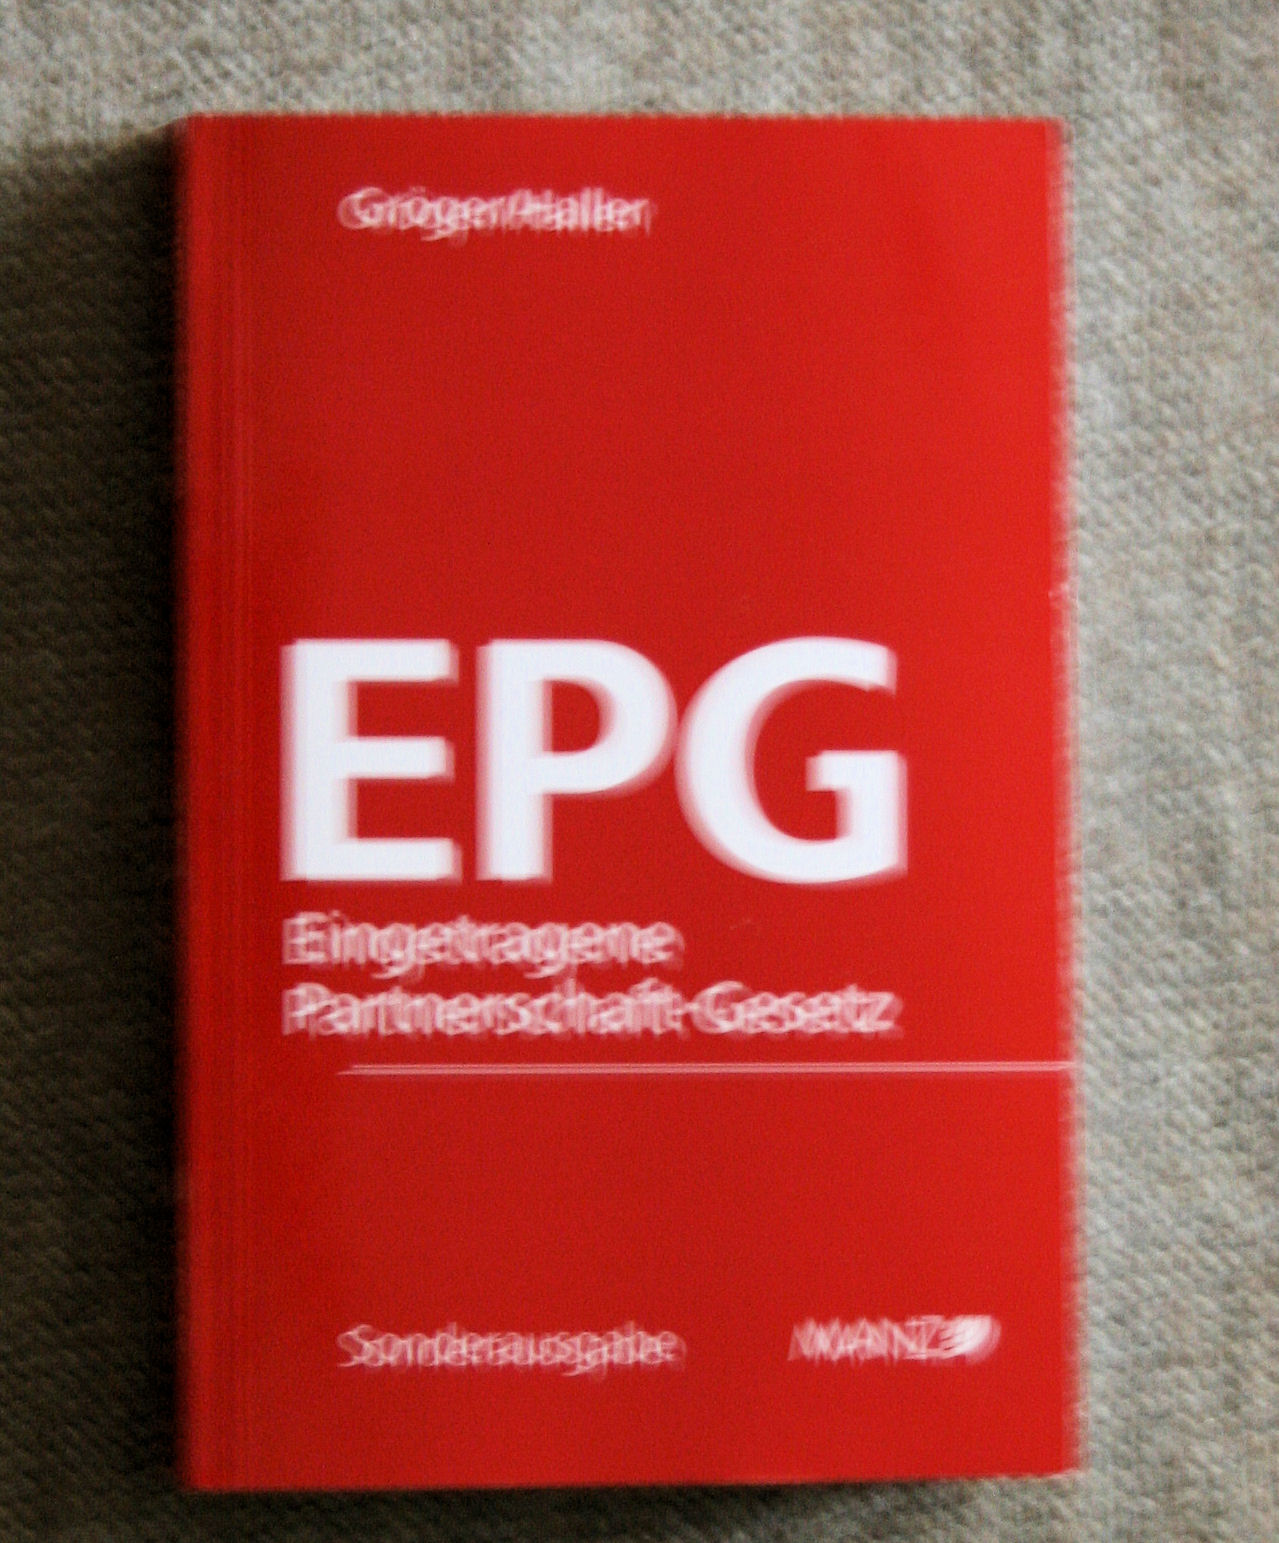 Gröger/Haller
EPG
Eingetragene
Partnerschaft-Gesetz
Sonderausgabe
MANZ